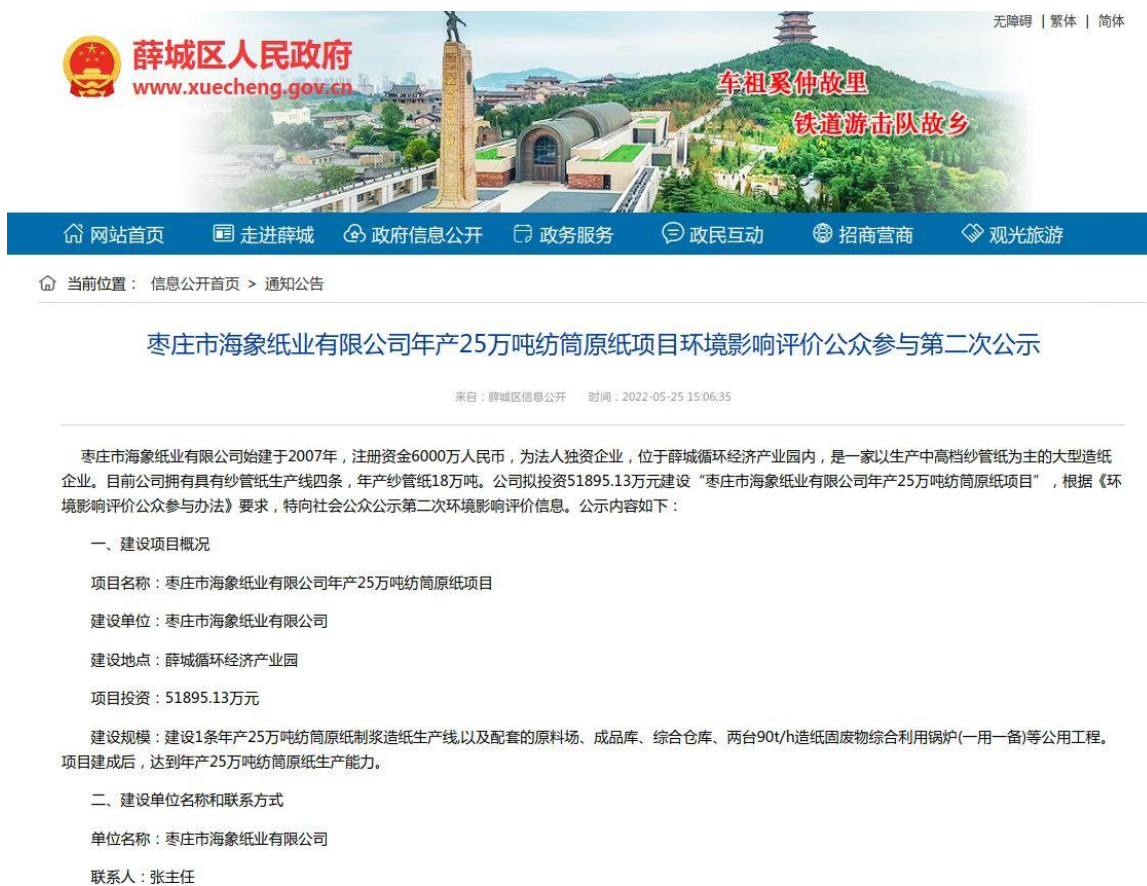 无障碍 | 繁体 | 简体
薛城区人民政府
www.xuecheng.gov.cn
车祖奚仲故里
铁道游击队故乡
网站首页 走进薛城 政府信息公开 政务服务 政民互动 招商营商 观光旅游
当前位置： 信息公开首页 > 通知公告
枣庄市海象纸业有限公司年产25万吨纺筒原纸项目环境影响评价公众参与第二次公示
来自：薛城区信息公开 时间：2022-05-25 15:06:35
枣庄市海象纸业有限公司始建于2007年，注册资金6000万人民币，为法人独资企业，位于薛城循环经济产业园内，是一家以生产中高档纱管纸为主的大型造纸
企业。目前公司拥有具有纱管纸生产线四条，年产纱管纸18万吨。公司拟投资51895.13万元建设“枣庄市海象纸业有限公司年产25万吨纺筒原纸项目”，根据《环
境影响评价公众参与办法》要求，特向社会公众公示第二次环境影响评价信息。公示内容如下：
一、建设项目概况
项目名称：枣庄市海象纸业有限公司年产25万吨纺筒原纸项目
建设单位：枣庄市海象纸业有限公司
建设地点：薛城循环经济产业园
项目投资：51895.13万元
建设规模：建设1条年产25万吨纺筒原纸制浆造纸生产线,以及配套的原料场、成品库、综合仓库、两台90t/h造纸固废物综合利用锅炉(一用一备)等公用工程。
项目建成后，达到年产25万吨纺筒原纸生产能力。
二、建设单位名称和联系方式
单位名称：枣庄市海象纸业有限公司
联系人：张主任